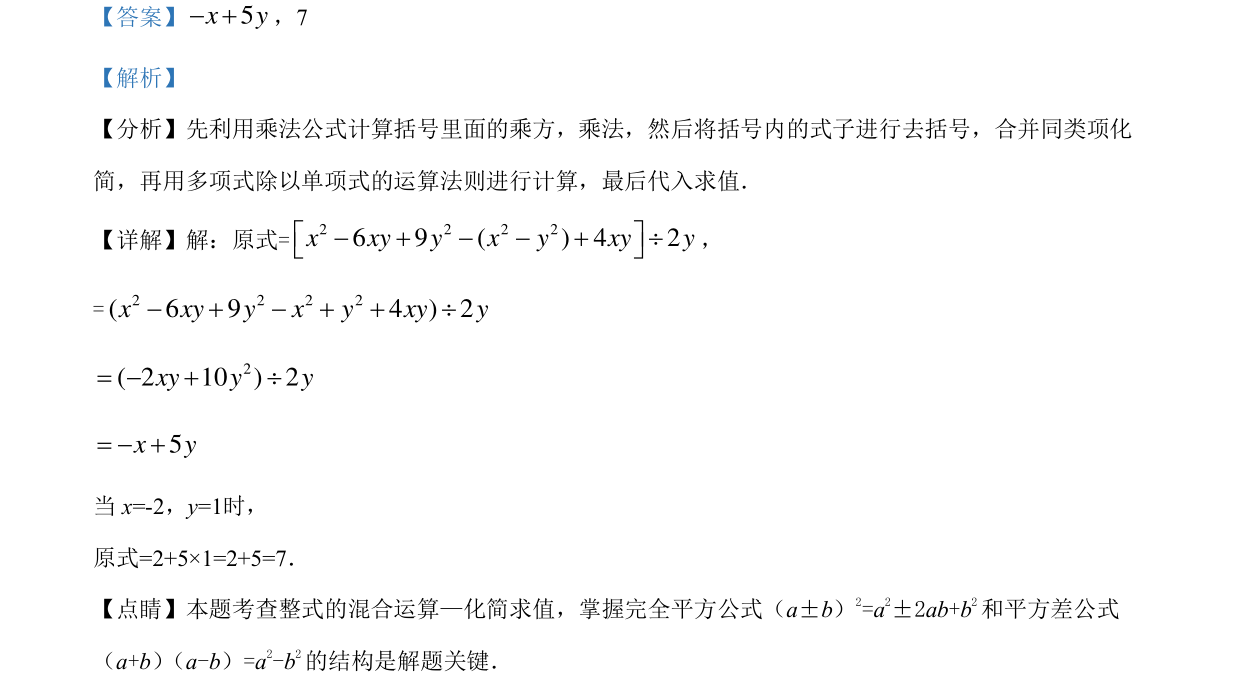 【答案】−x+5y，7
【解析】
【分析】先利用乘法公式计算括号里面的乘方，乘法，然后将括号内的式子进行去括号，合并同类项化
简，再用多项式除以单项式的运算法则进行计算，最后代入求值．
【详解】解：原式=[x²−6xy+9y²−(x²−y²)+4xy]÷2y，
=(x²−6xy+9y²−x²+y²+4xy)÷2y
=(−2xy+10y²)÷2y
=−x+5y
当 x=-2，y=1时，
原式=2+5×1=2+5=7．
【点睛】本题考查整式的混合运算—化简求值，掌握完全平方公式（a±b）²=a²±2ab+b² 和平方差公式
（a+b）（a-b）=a²-b² 的结构是解题关键．